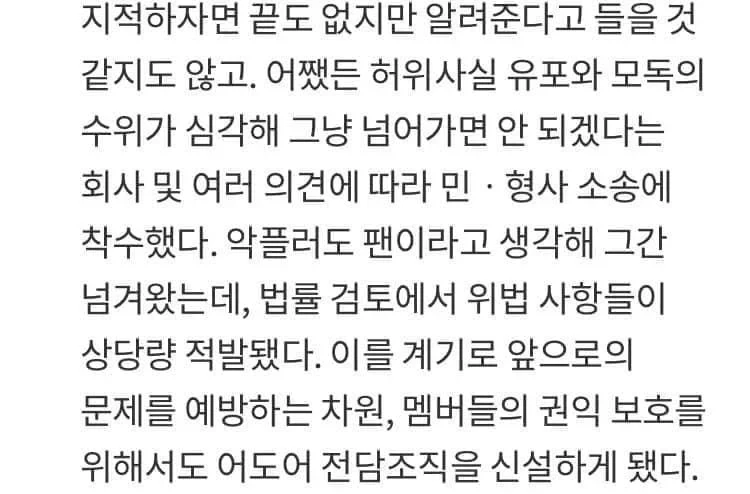 지적하자면 끝도 없지만 알려준다고 들을 것
같지도 않고. 어쨌든 허위사실 유포와 모독의
수위가 심각해 그냥 넘어가면 안 되겠다는
회사 및 여러 의견에 따라 민 · 형사 소송에
착수했다. 악플러도 팬이라고 생각해 그간
넘겨왔는데, 법률 검토에서 위법 사항들이
상당량 적발됐다. 이를 계기로 앞으로의
문제를 예방하는 차원, 멤버들의 권익 보호를
위해서도 어도어 전담조직을 신설하게 됐다.